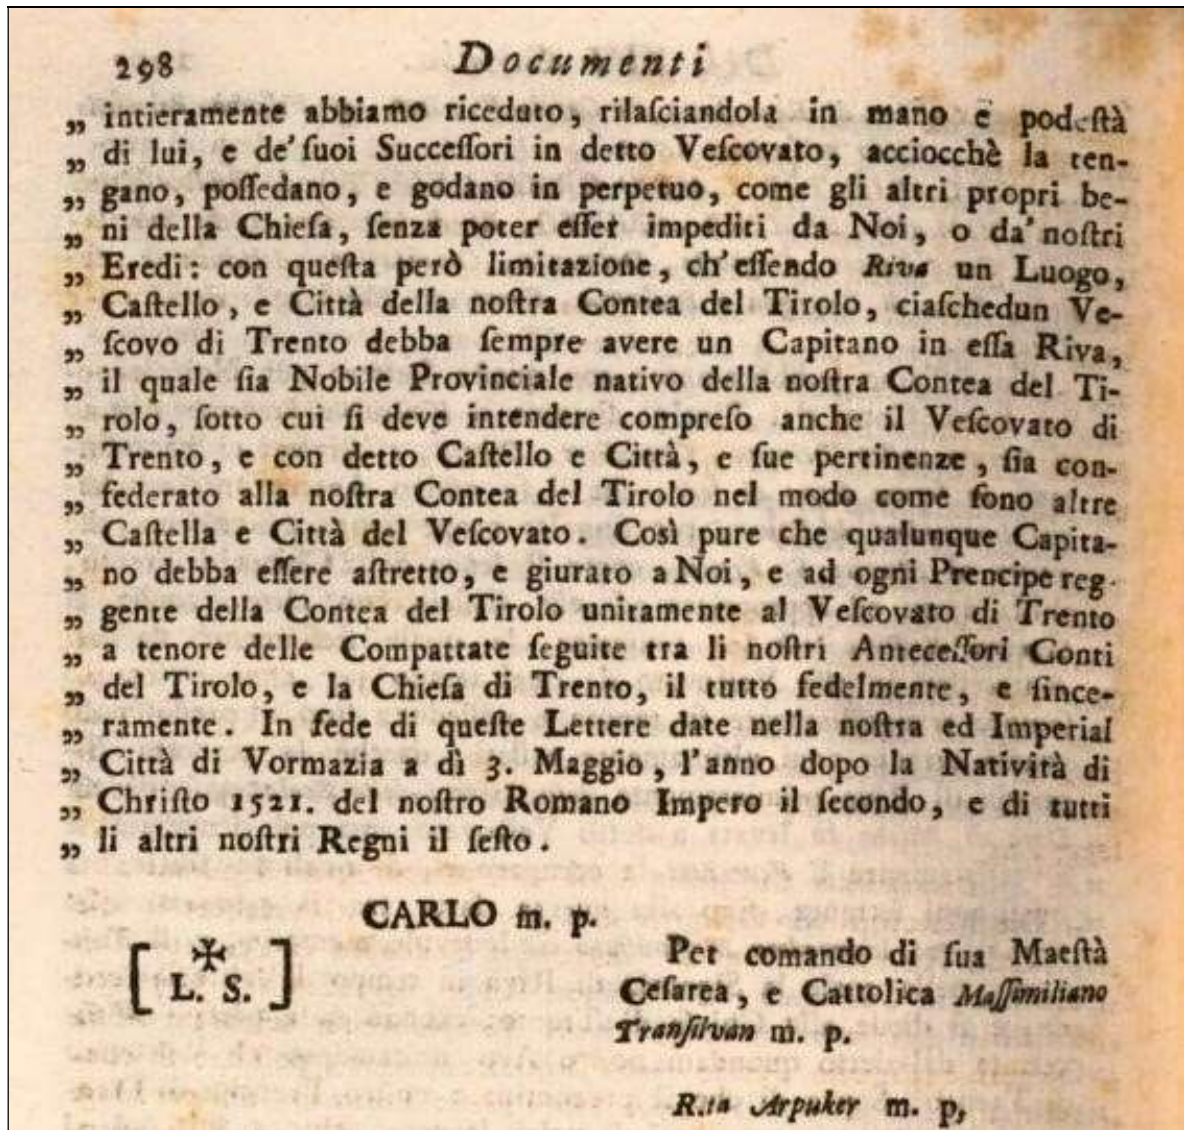 298 Documenti
„ intieramente abbiamo riceduto, rilaſciandola in mano e podeſtà
„ di lui, e de' ſuoi Succeſſori in detto Veſcovato, acciocchè la ten-
„ gano, poſſedano, e godano in perpetuo, come gli altri propri be-
„ ni della Chieſa, ſenza poter eſſer impediti da Noi, o da' noſtri
„ Eredi: con queſta però limitazione, ch'eſſendo Riva un Luogo,
„ Caſtello, e Città della noſtra Contea del Tirolo, ciaſchedun Ve-
„ ſcovo di Trento debba ſempre avere un Capitano in eſſa Riva,
„ il quale ſia Nobile Provinciale nativo della noſtra Contea del Ti-
„ rolo, ſotto cui ſi deve intendere compreſo anche il Veſcovato di
„ Trento, e con detto Caſtello e Città, e ſue pertinenze, ſia con-
„ federato alla noſtra Contea del Tirolo nel modo come ſono altre
„ Caſtella e Città del Veſcovato. Così pure che qualunque Capita-
„ no debba eſſere aſtretto, e giurato a Noi, e ad ogni Prencipe reg-
„ gente della Contea del Tirolo unitamente al Veſcovato di Trento
„ a tenore delle Compattate ſeguite tra li noſtri Anteceſſori Conti
„ del Tirolo, e la Chieſa di Trento, il tutto fedelmente, e ſince-
„ ramente. In fede di queſte Lettere date nella noſtra ed Imperial
„ Città di Vormazia a dì 3. Maggio, l'anno dopo la Natività di
„ Chriſto 1521. del noſtro Romano Impero il ſecondo, e di tutti
„ li altri noſtri Regni il ſeſto.
CARLO m. p.
[ ✠ L. S. ]
Per comando di ſua Maeſtà
Ceſarea, e Cattolica Maſſimiliano
Tranſilvan m. p.
R.ta Arpuker m. p,